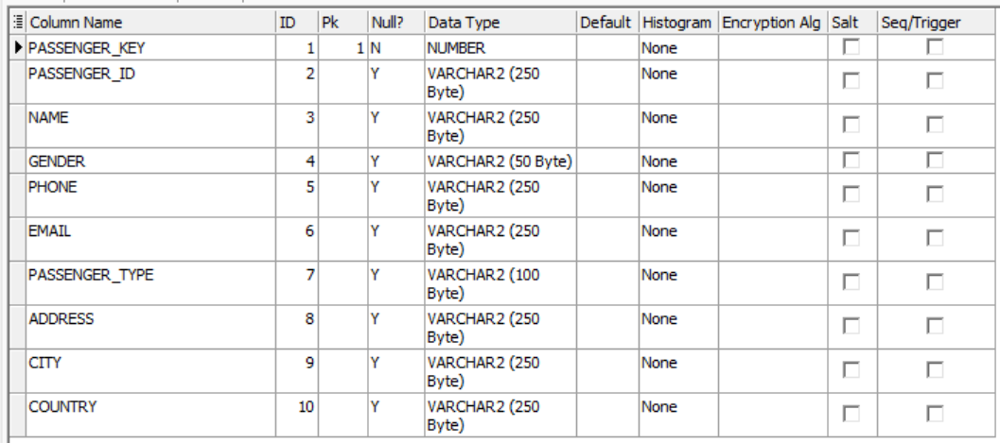 Column Name ID Pk Null? Data Type Default Histogram Encryption Alg Salt Seq/Trigger
PASSENGER_KEY 1 1 N NUMBER None
PASSENGER_ID 2 Y VARCHAR2 (250 None
Byte)
NAME 3 Y VARCHAR2 (250 None
Byte)
GENDER 4 Y VARCHAR2 (50 Byte) None
PHONE 5 Y VARCHAR2 (250 None
Byte)
EMAIL 6 Y VARCHAR2 (250 None
Byte)
PASSENGER_TYPE 7 Y VARCHAR2 (100 None
Byte)
ADDRESS 8 Y VARCHAR2 (250 None
Byte)
CITY 9 Y VARCHAR2 (250 None
Byte)
COUNTRY 10 Y VARCHAR2 (250 None
Byte)